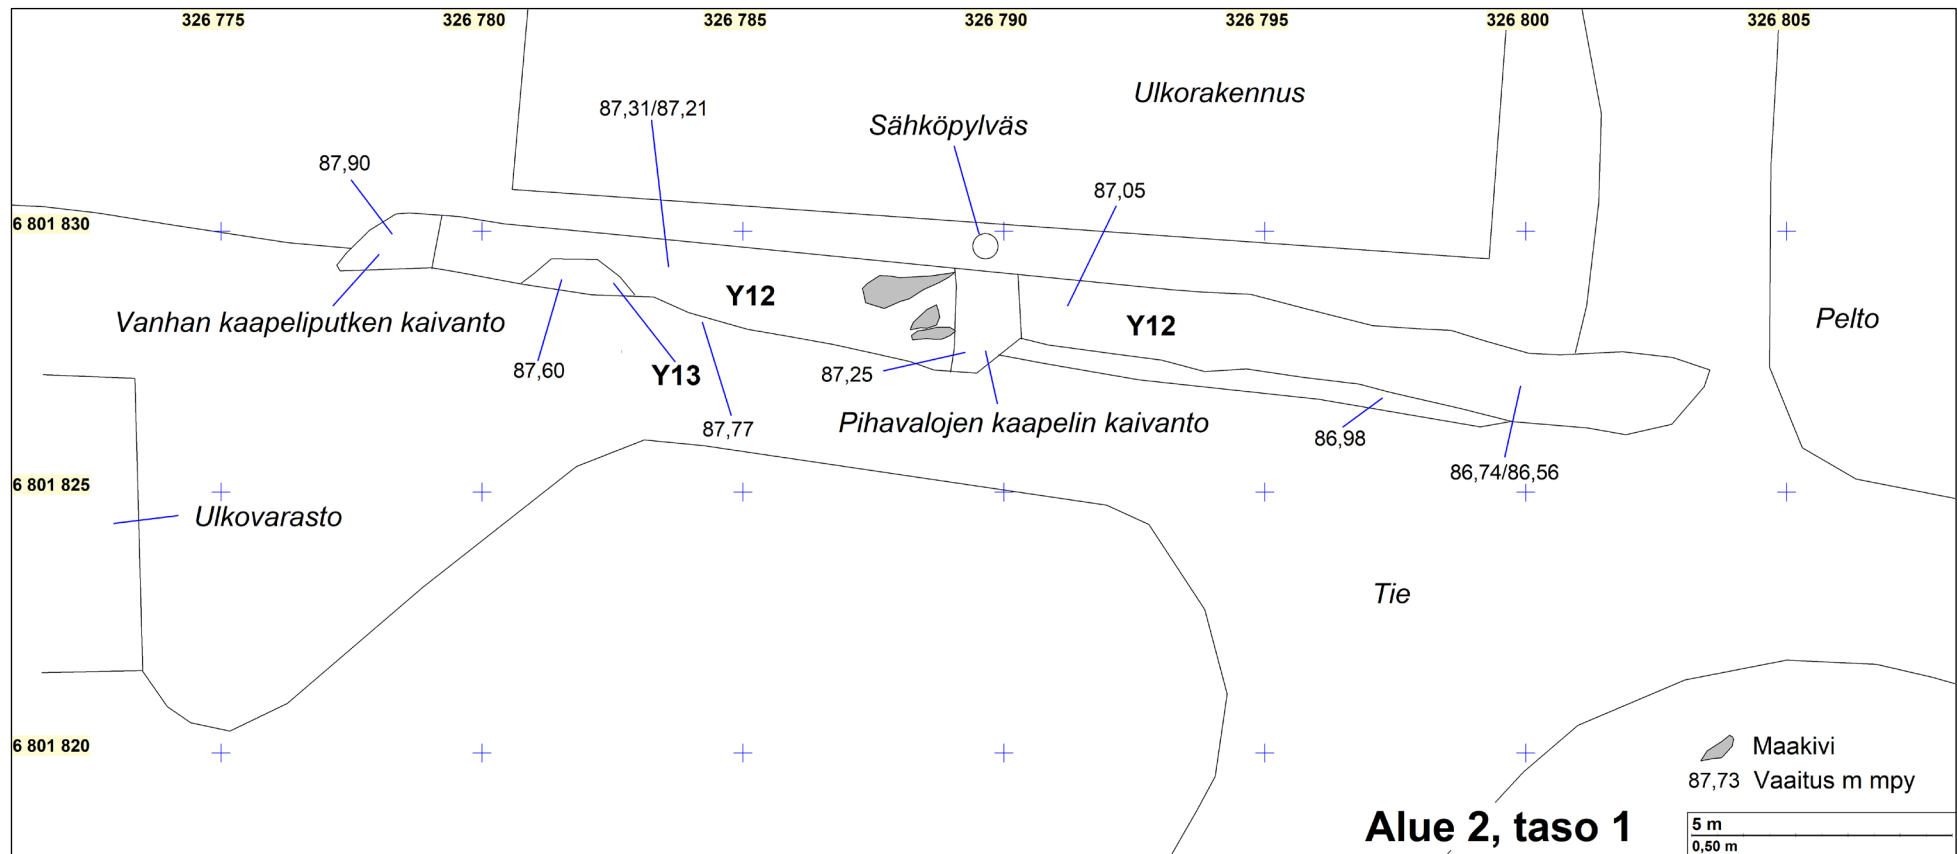 326 775 326 780 326 785 326 790 326 795 326 800 326 805
Ulkorakennus
87,31/87,21
Sähköpylväs
87,90
87,05
6 801 830
Y12
Vanhan kaapeliputken kaivanto
Y12
Pelto
87,60
Y13
87,25
87,77
Pihavalojen kaapelin kaivanto
86,98
86,74/86,56
6 801 825
Ulkovarasto
Tie
6 801 820
Maakivi
87,73 Vaaitus m mpy
Alue 2, taso 1
5 m
0,50 m